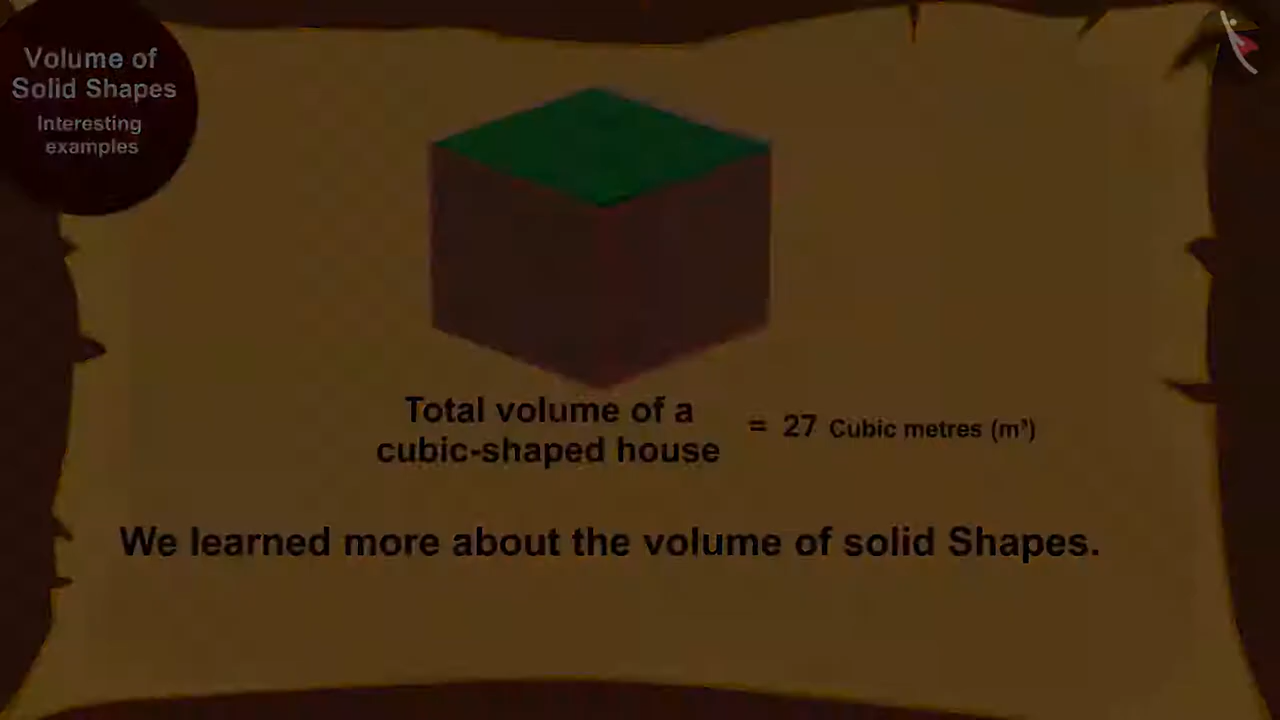 Volume of
Solid Shapes
Interesting
examples
Total volume of a
cubic-shaped house
= 27 Cubic metres (m³)
We learned more about the volume of solid Shapes.